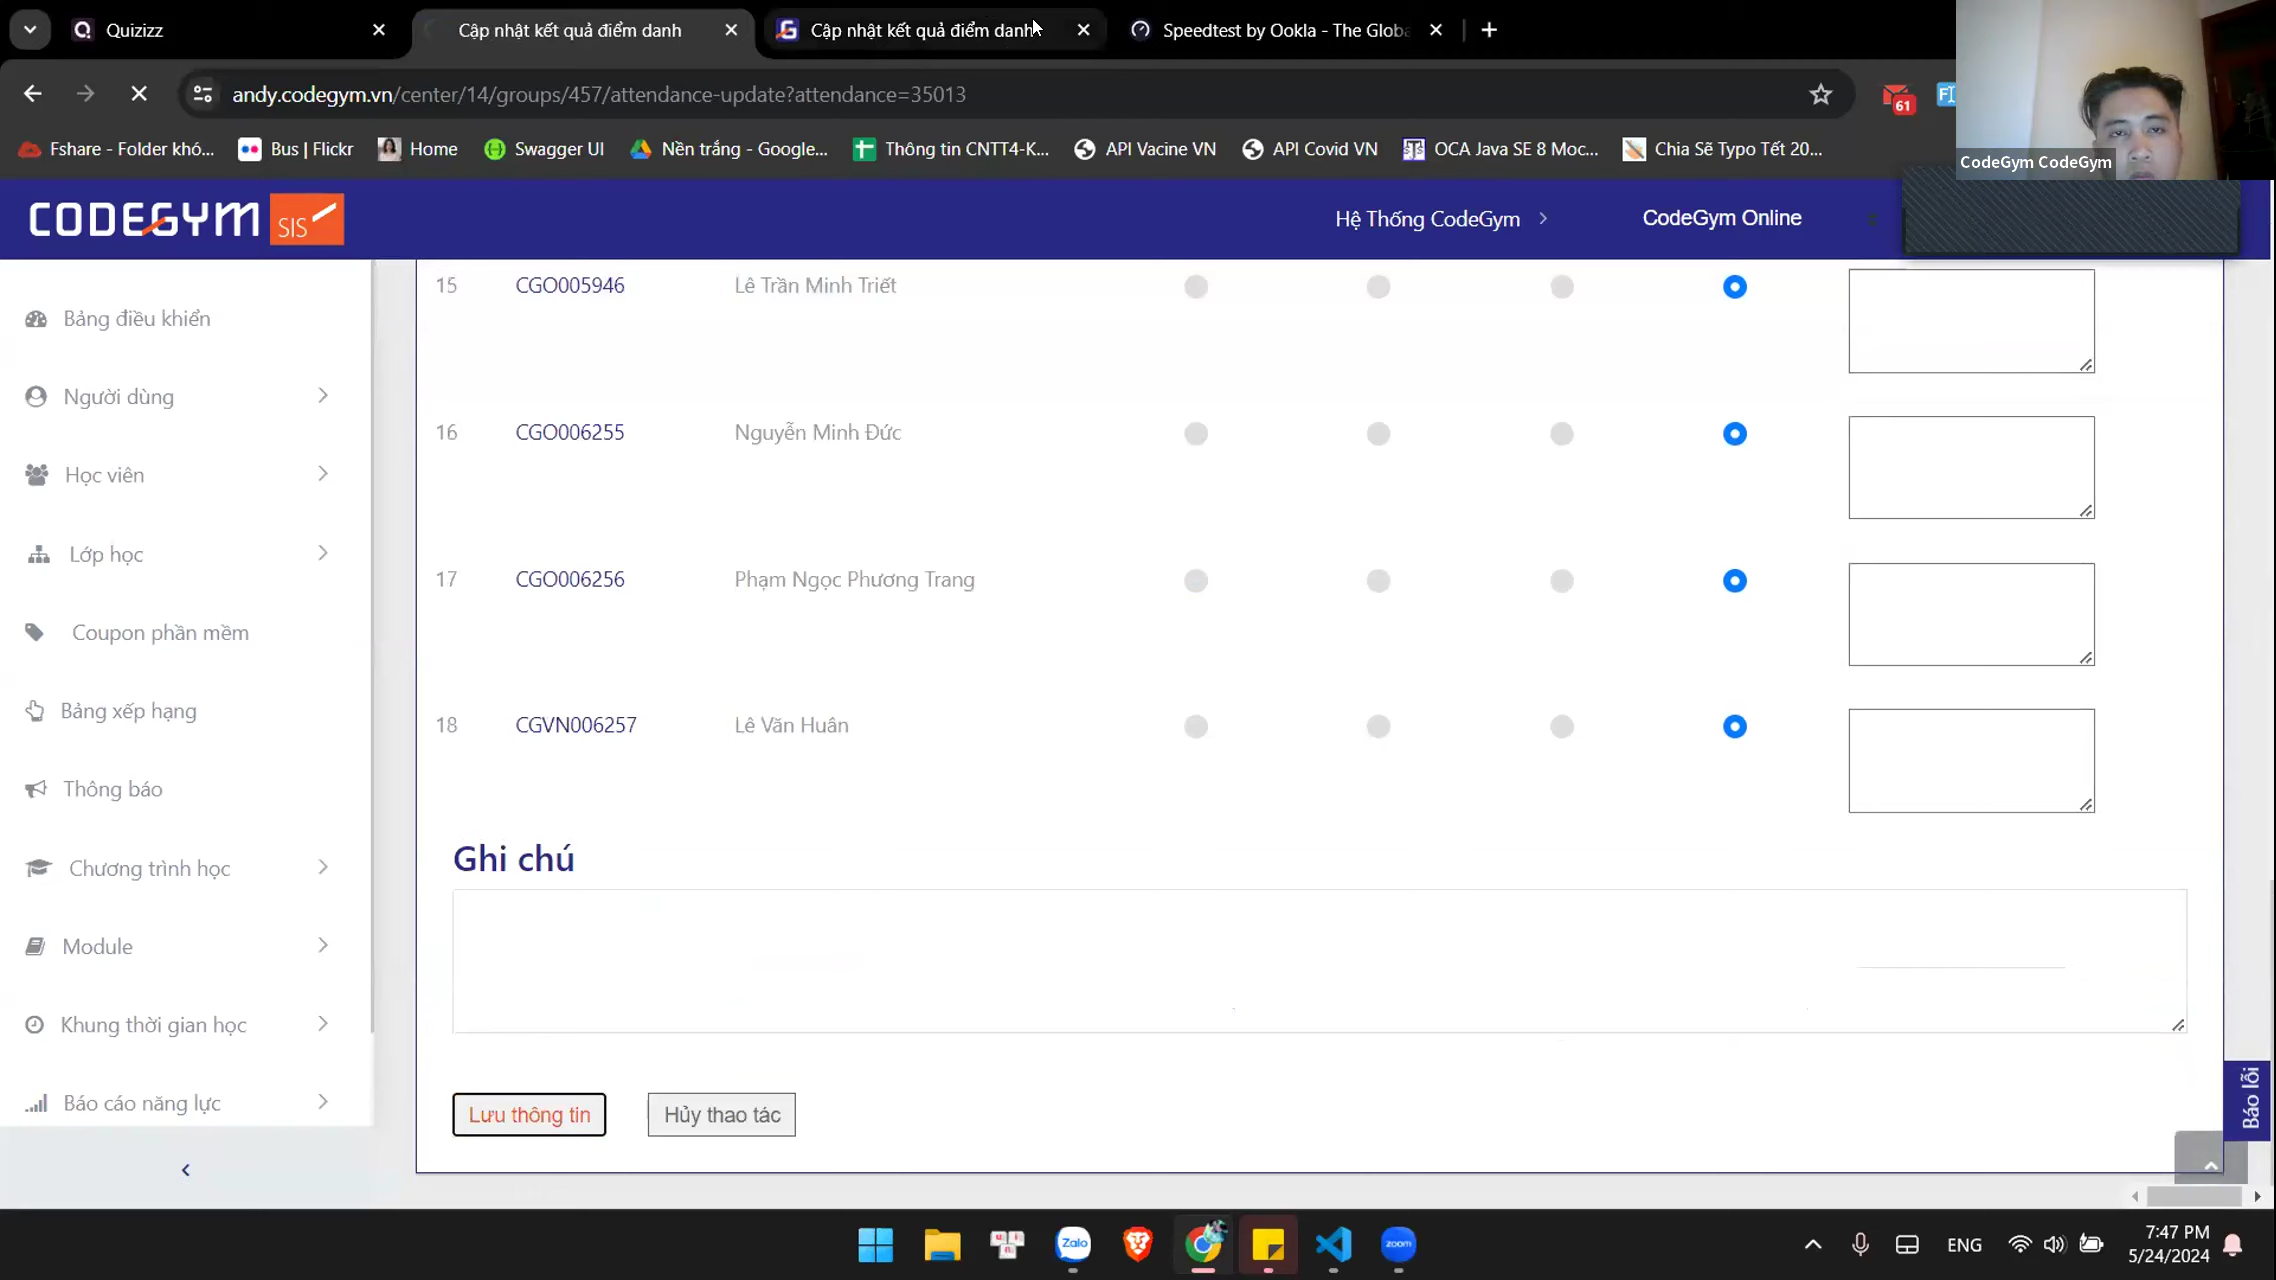 Quizizz
Cập nhật kết quả điểm danh
Cập nhật kết quả điểm danh
Speedtest by Ookla - The Globa
andy.codegym.vn/center/14/groups/457/attendance-update?attendance=35013
61
Fshare - Folder khó...
Bus | Flickr
Home
Swagger UI
Nền trắng - Google...
Thông tin CNTT4-K...
API Vacine VN
API Covid VN
OCA Java SE 8 Moc...
Chia Sẽ Typo Tết 20...
CodeGym CodeGym
CODEGYM SIS
Hệ Thống CodeGym
CodeGym Online
Bảng điều khiển
Người dùng
Học viên
Lớp học
Coupon phần mềm
Bảng xếp hạng
Thông báo
Chương trình học
Module
Khung thời gian học
Báo cáo năng lực
15 CGO005946 Lê Trần Minh Triết
16 CGO006255 Nguyễn Minh Đức
17 CGO006256 Phạm Ngọc Phương Trang
18 CGVN006257 Lê Văn Huân
Ghi chú
Lưu thông tin
Hủy thao tác
Báo lỗi
Zalo
zoom
ENG
7:47 PM
5/24/2024